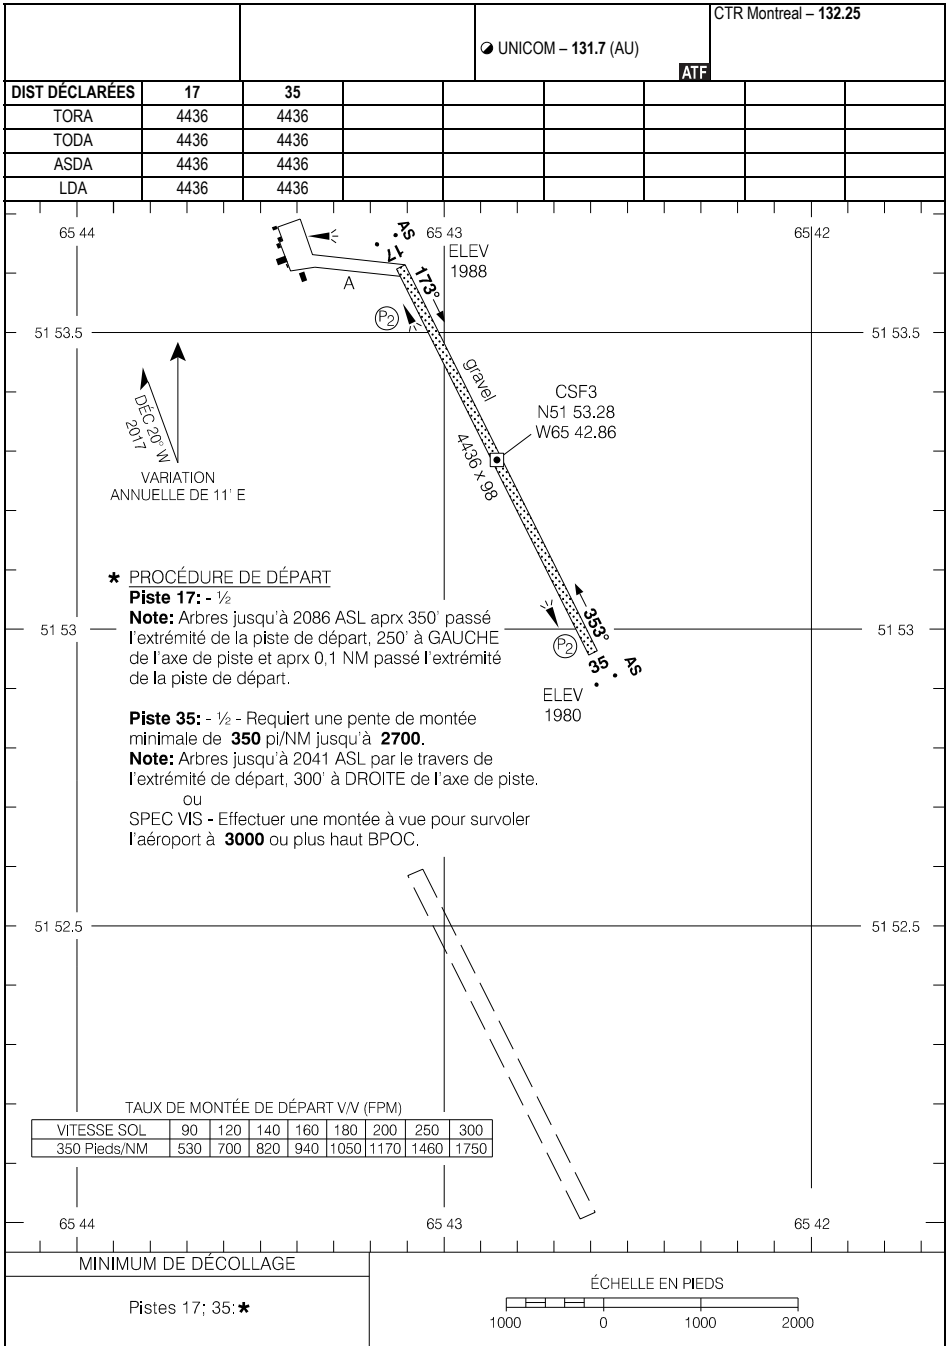 CTR Montreal – 132.25
UNICOM – 131.7 (AU)
ATF
DIST DÉCLARÉES 17 35
TORA 4436 4436
TODA 4436 4436
ASDA 4436 4436
LDA 4436 4436
65 44 65 43 65 42
AS
17
ELEV
1988
173°
A
P2
51 53.5 51 53.5
gravel
CSF3
N51 53.28
W65 42.86
4436 x 98
DÉC 20° W
2017
VARIATION
ANNUELLE DE 11' E
* PROCÉDURE DE DÉPART
Piste 17: - ½
Note: Arbres jusqu'à 2086 ASL aprx 350' passé
l'extrémité de la piste de départ, 250' à GAUCHE
de l'axe de piste et aprx 0,1 NM passé l'extrémité
de la piste de départ.
51 53 51 53
353°
P2
35
AS
ELEV
1980
Piste 35: - ½ - Requiert une pente de montée
minimale de 350 pi/NM jusqu'à 2700.
Note: Arbres jusqu'à 2041 ASL par le travers de
l'extrémité de départ, 300' à DROITE de l'axe de piste.
ou
SPEC VIS - Effectuer une montée à vue pour survoler
l'aéroport à 3000 ou plus haut BPOC.
51 52.5 51 52.5
TAUX DE MONTÉE DE DÉPART V/V (FPM)
VITESSE SOL 90 120 140 160 180 200 250 300
350 Pieds/NM 530 700 820 940 1050 1170 1460 1750
65 44 65 43 65 42
MINIMUM DE DÉCOLLAGE
Pistes 17; 35: *
ÉCHELLE EN PIEDS
1000 0 1000 2000